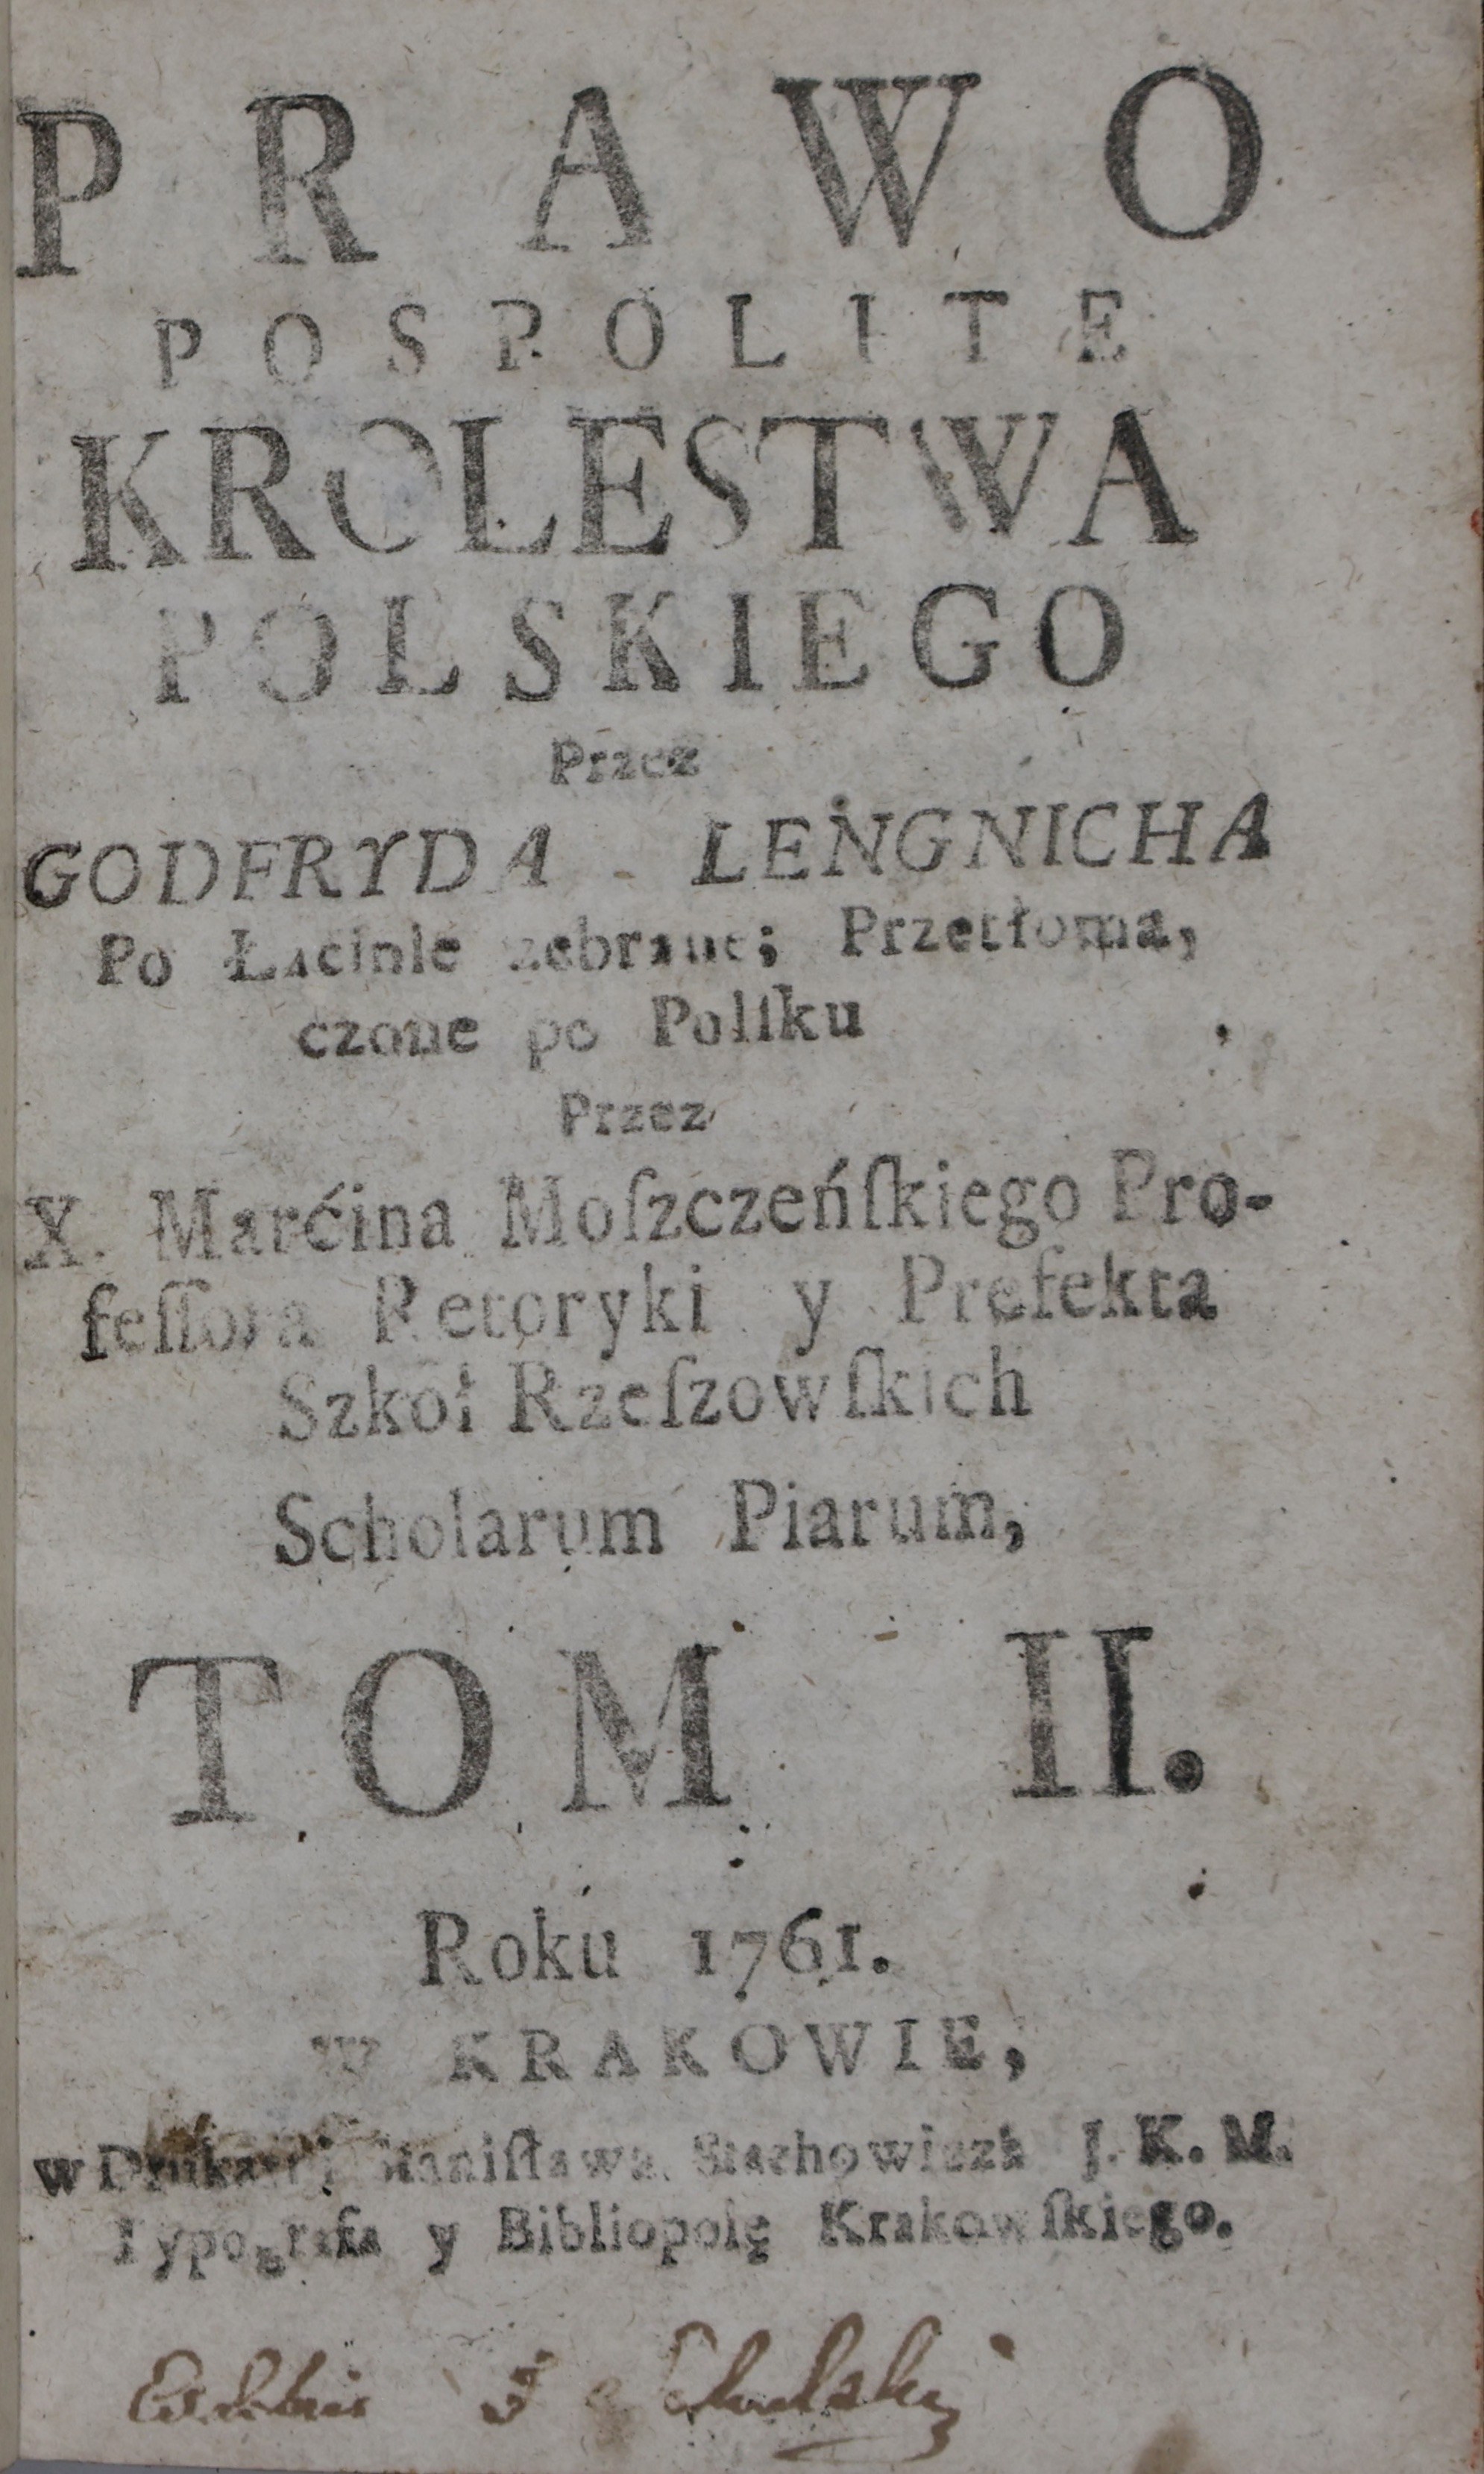 PRAWO
POSPOLITE
KROLESTWA
POLSKIEGO
Przez
GODFRYDA LENGNICHA
Po Łacinie zebrane; Przetłoma,
czone po Polſku
Przez
X. Marćina Moſzczeńſkiego Pro-
feſſora Retoryki y Prefekta
Szkoł Rzeſzowſkich
Scholarum Piarum,
TOM II.
Roku 1761.
W KRAKOWIE,
w Drukarni Staniſława Stachowicza J. K. M.
Typografa y Bibliopolę Krakowſkiego.